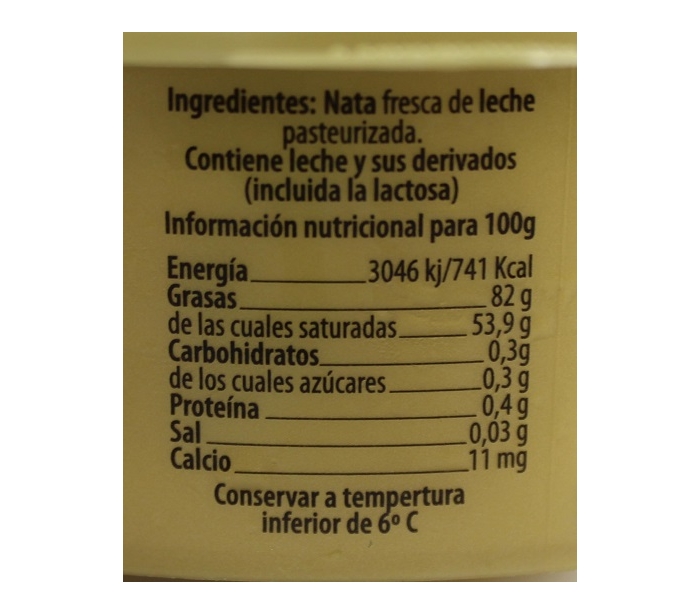 Ingredientes: Nata fresca de leche
pasteurizada.
Contiene leche y sus derivados
(incluida la lactosa)
Información nutricional para 100g
Energía 3046 kj/741 Kcal
Grasas 82 g
de las cuales saturadas 53,9 g
Carbohidratos 0,3g
de los cuales azúcares 0,3 g
Proteína 0,4 g
Sal 0,03 g
Calcio 11 mg
Conservar a tempertura
inferior de 6º C